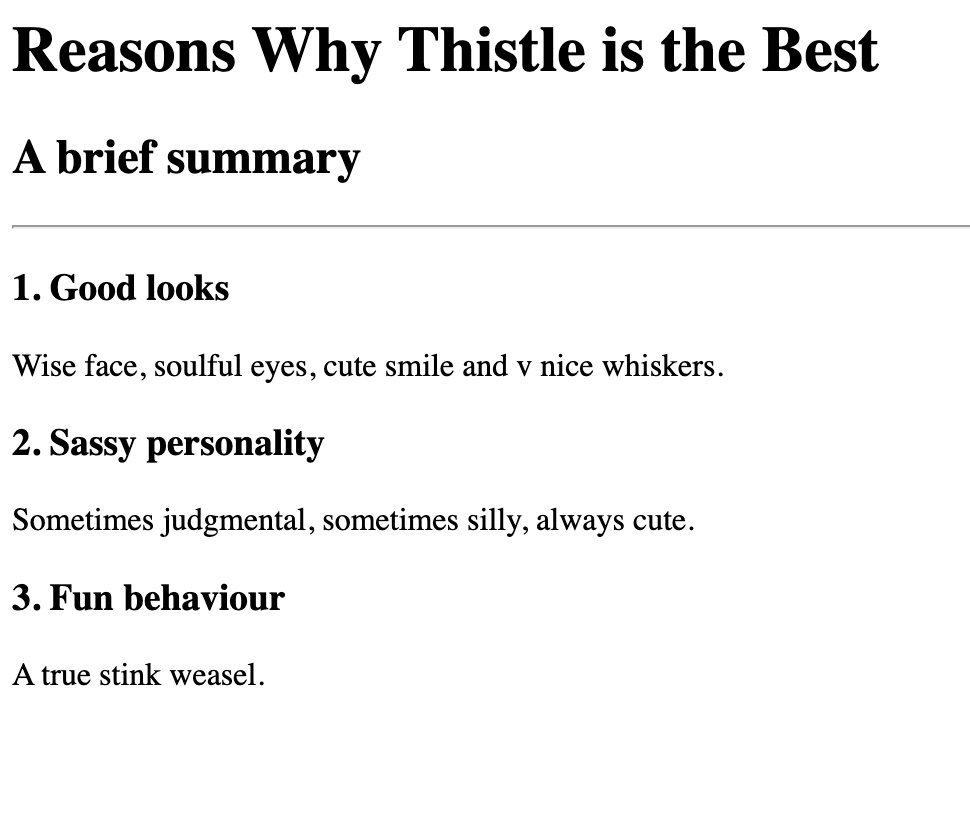 Reasons Why Thistle is the Best
A brief summary
1. Good looks
Wise face, soulful eyes, cute smile and v nice whiskers.
2. Sassy personality
Sometimes judgmental, sometimes silly, always cute.
3. Fun behaviour
A true stink weasel.